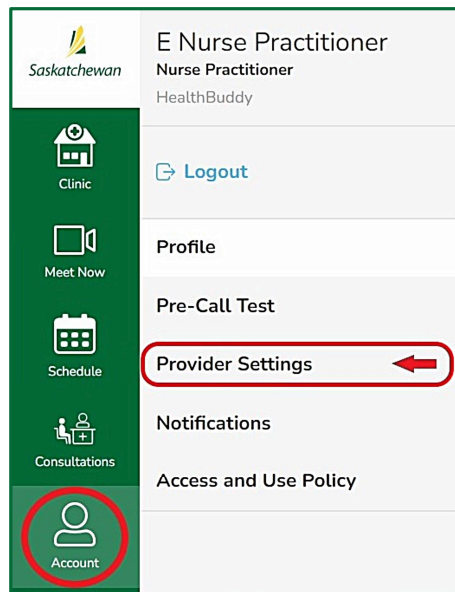 Saskatchewan
Clinic
Meet Now
Schedule
Consultations
Account
E Nurse Practitioner
Nurse Practitioner
HealthBuddy
Logout
Profile
Pre-Call Test
Provider Settings
Notifications
Access and Use Policy